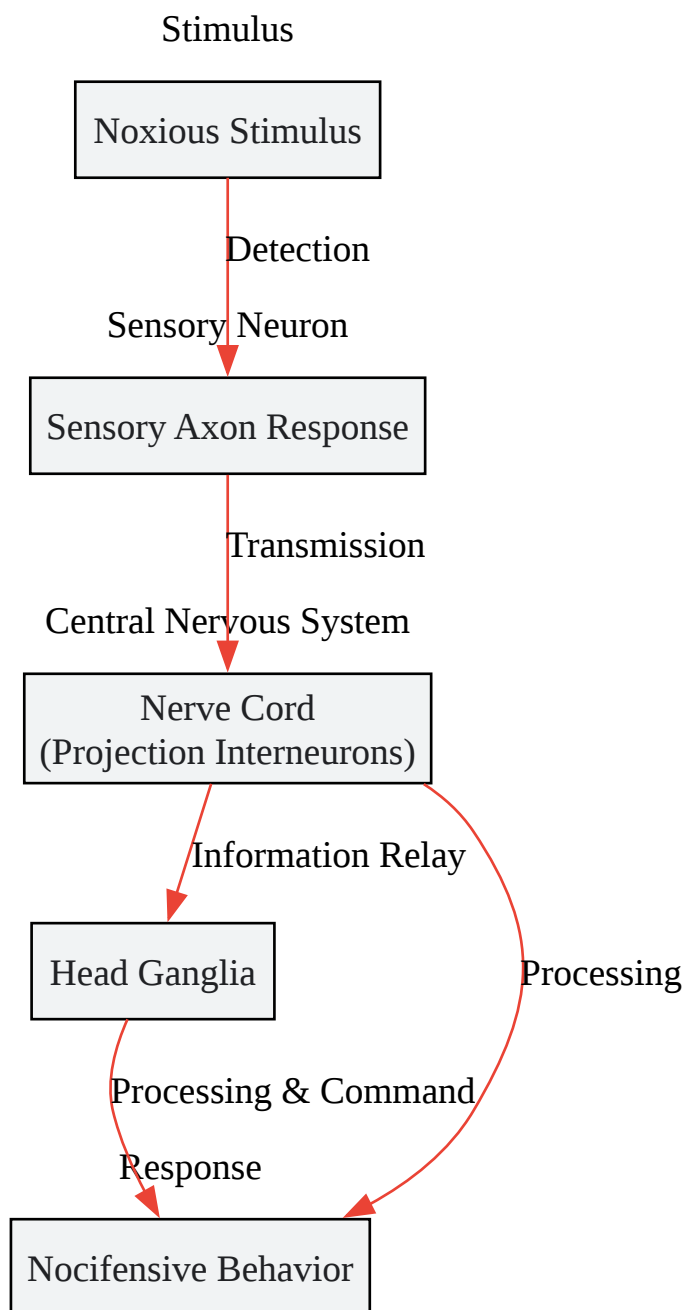 Stimulus
Noxious Stimulus
Detection
Sensory Neuron
Sensory Axon Response
Transmission
Central Nervous System
Nerve Cord
(Projection Interneurons)
Information Relay
Head Ganglia
Processing
Processing & Command
Response
Nocifensive Behavior